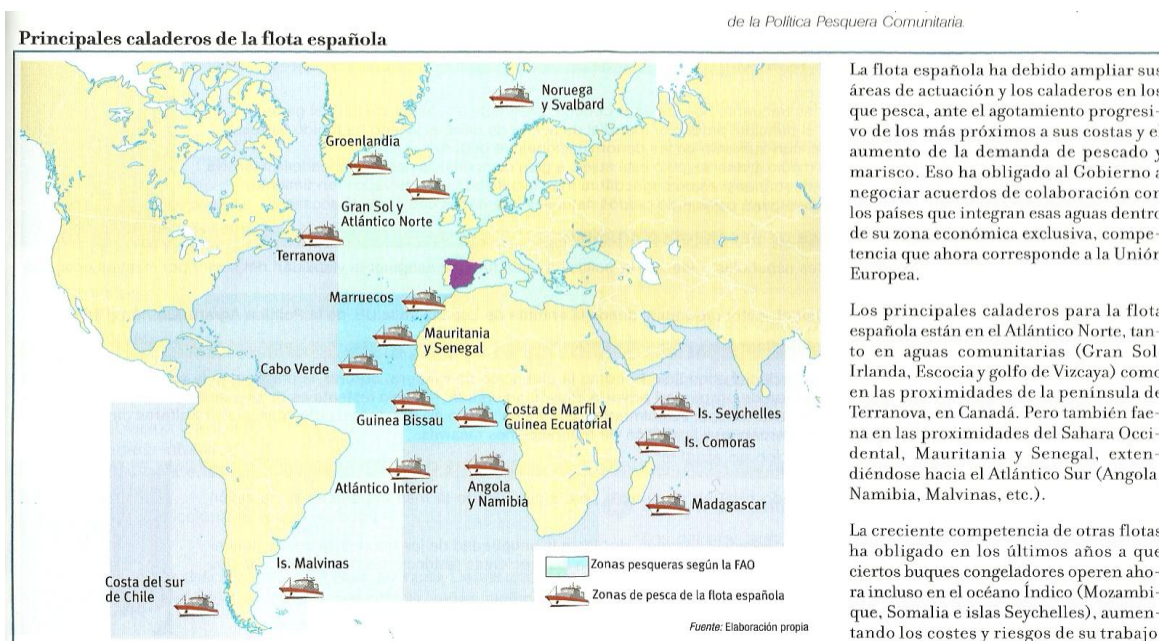 de la Política Pesquera Comunitaria.
Principales caladeros de la flota española
Noruega
y Svalbard
Groenlandia
Gran Sol y
Atlántico Norte
Terranova
Marruecos
Mauritania
y Senegal
Cabo Verde
Guinea Bissau
Costa de Marfil y
Guinea Ecuatorial
Is. Seychelles
Is. Comoras
Atlántico Interior
Angola
y Namibia
Madagascar
Is. Malvinas
Costa del sur
de Chile
Zonas pesqueras según la FAO
Zonas de pesca de la flota española
Fuente: Elaboración propia
La flota española ha debido ampliar sus
áreas de actuación y los caladeros en los
que pesca, ante el agotamiento progresi-
vo de los más próximos a sus costas y e
aumento de la demanda de pescado y
marisco. Eso ha obligado al Gobierno a
negociar acuerdos de colaboración con
los países que integran esas aguas dentro
de su zona económica exclusiva, compe-
tencia que ahora corresponde a la Unión
Europea.
Los principales caladeros para la flota
española están en el Atlántico Norte, tan-
to en aguas comunitarias (Gran Sol
Irlanda, Escocia y golfo de Vizcaya) como
en las proximidades de la península de
Terranova, en Canadá. Pero también fae-
na en las proximidades del Sahara Occi-
dental, Mauritania y Senegal, exten-
diéndose hacia el Atlántico Sur (Angola
Namibia, Malvinas, etc.).
La creciente competencia de otras flotas
ha obligado en los últimos años a que
ciertos buques congeladores operen aho-
ra incluso en el océano Índico (Mozambi-
que, Somalia e islas Seychelles), aumen-
tando los costes y riesgos de su trabajo